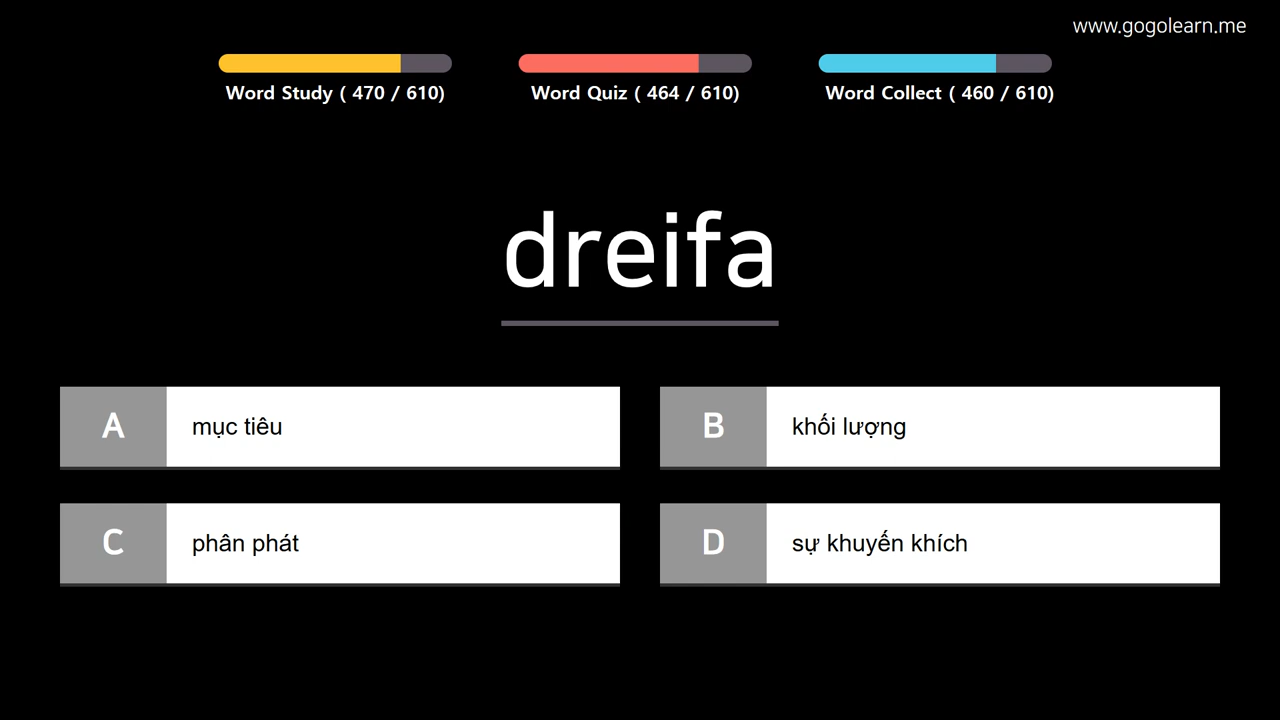 www.gogolearn.me
Word Study ( 470 / 610)
Word Quiz ( 464 / 610)
Word Collect ( 460 / 610)
dreifa
A mục tiêu
B khối lượng
C phân phát
D sự khuyến khích